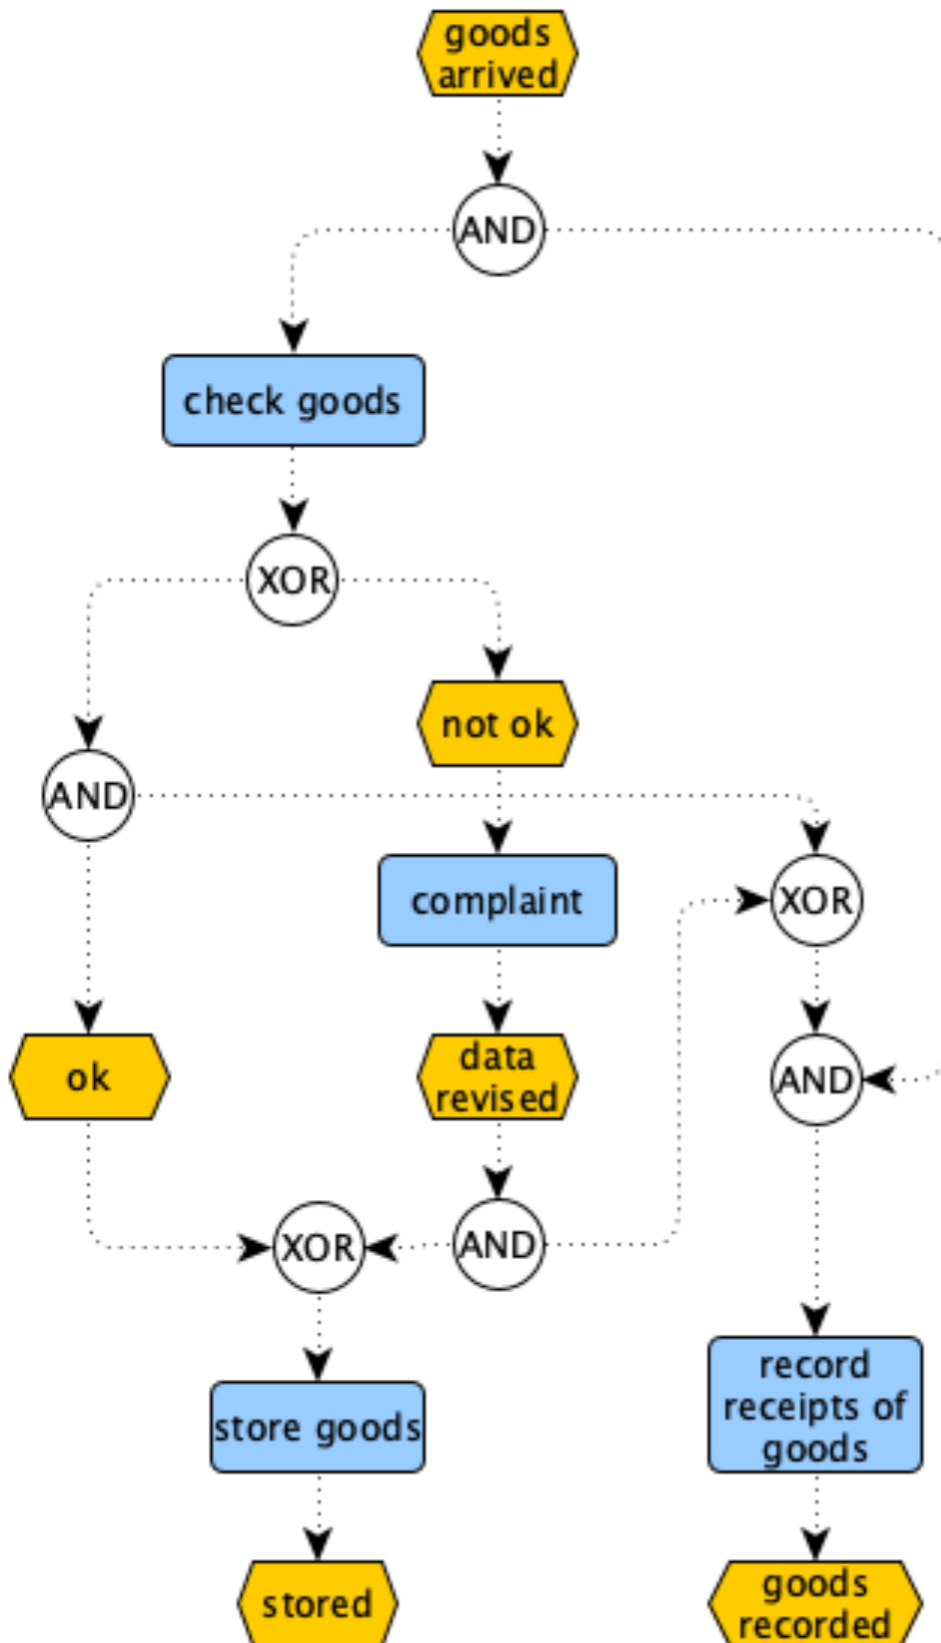 goods
arrived
AND
check goods
XOR
not ok
AND
complaint
XOR
ok
data
revised
AND
XOR
AND
store goods
record
receipts of
goods
stored
goods
recorded